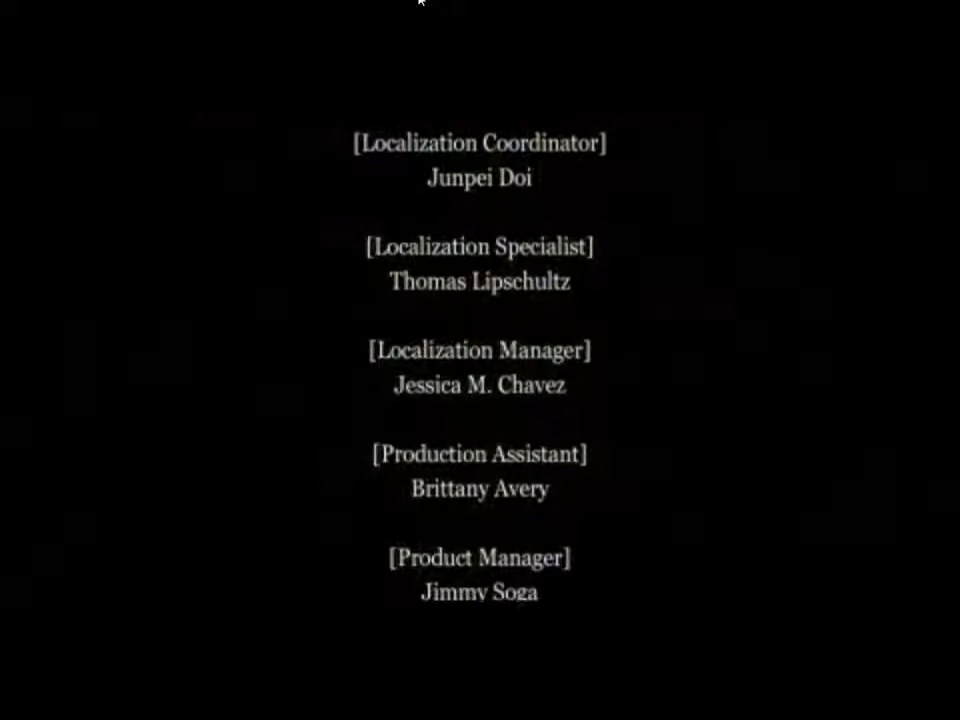 [Localization Coordinator]
Junpei Doi
[Localization Specialist]
Thomas Lipschultz
[Localization Manager]
Jessica M. Chavez
[Production Assistant]
Brittany Avery
[Product Manager]
Jimmy Soga